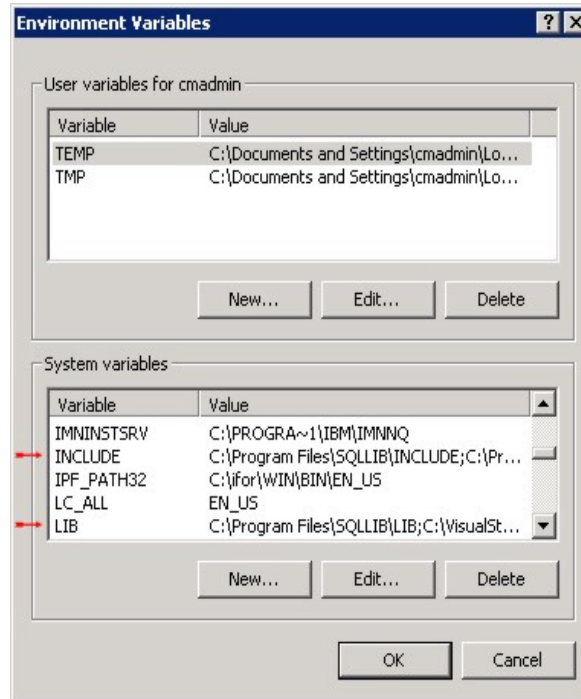 Environment Variables ? X
User variables for cmadmin
Variable Value
TEMP C:\Documents and Settings\cmadmin\Lo...
TMP C:\Documents and Settings\cmadmin\Lo...
New... Edit... Delete
System variables
Variable Value
IMNINSTSRV C:\PROGRA~1\IBM\IMNNQ
INCLUDE C:\Program Files\SQLLIB\INCLUDE;C:\Pr...
IPF_PATH32 C:\ifor\WIN\BIN\EN_US
LC_ALL EN_US
LIB C:\Program Files\SQLLIB\LIB;C:\VisualSt...
New... Edit... Delete
OK Cancel